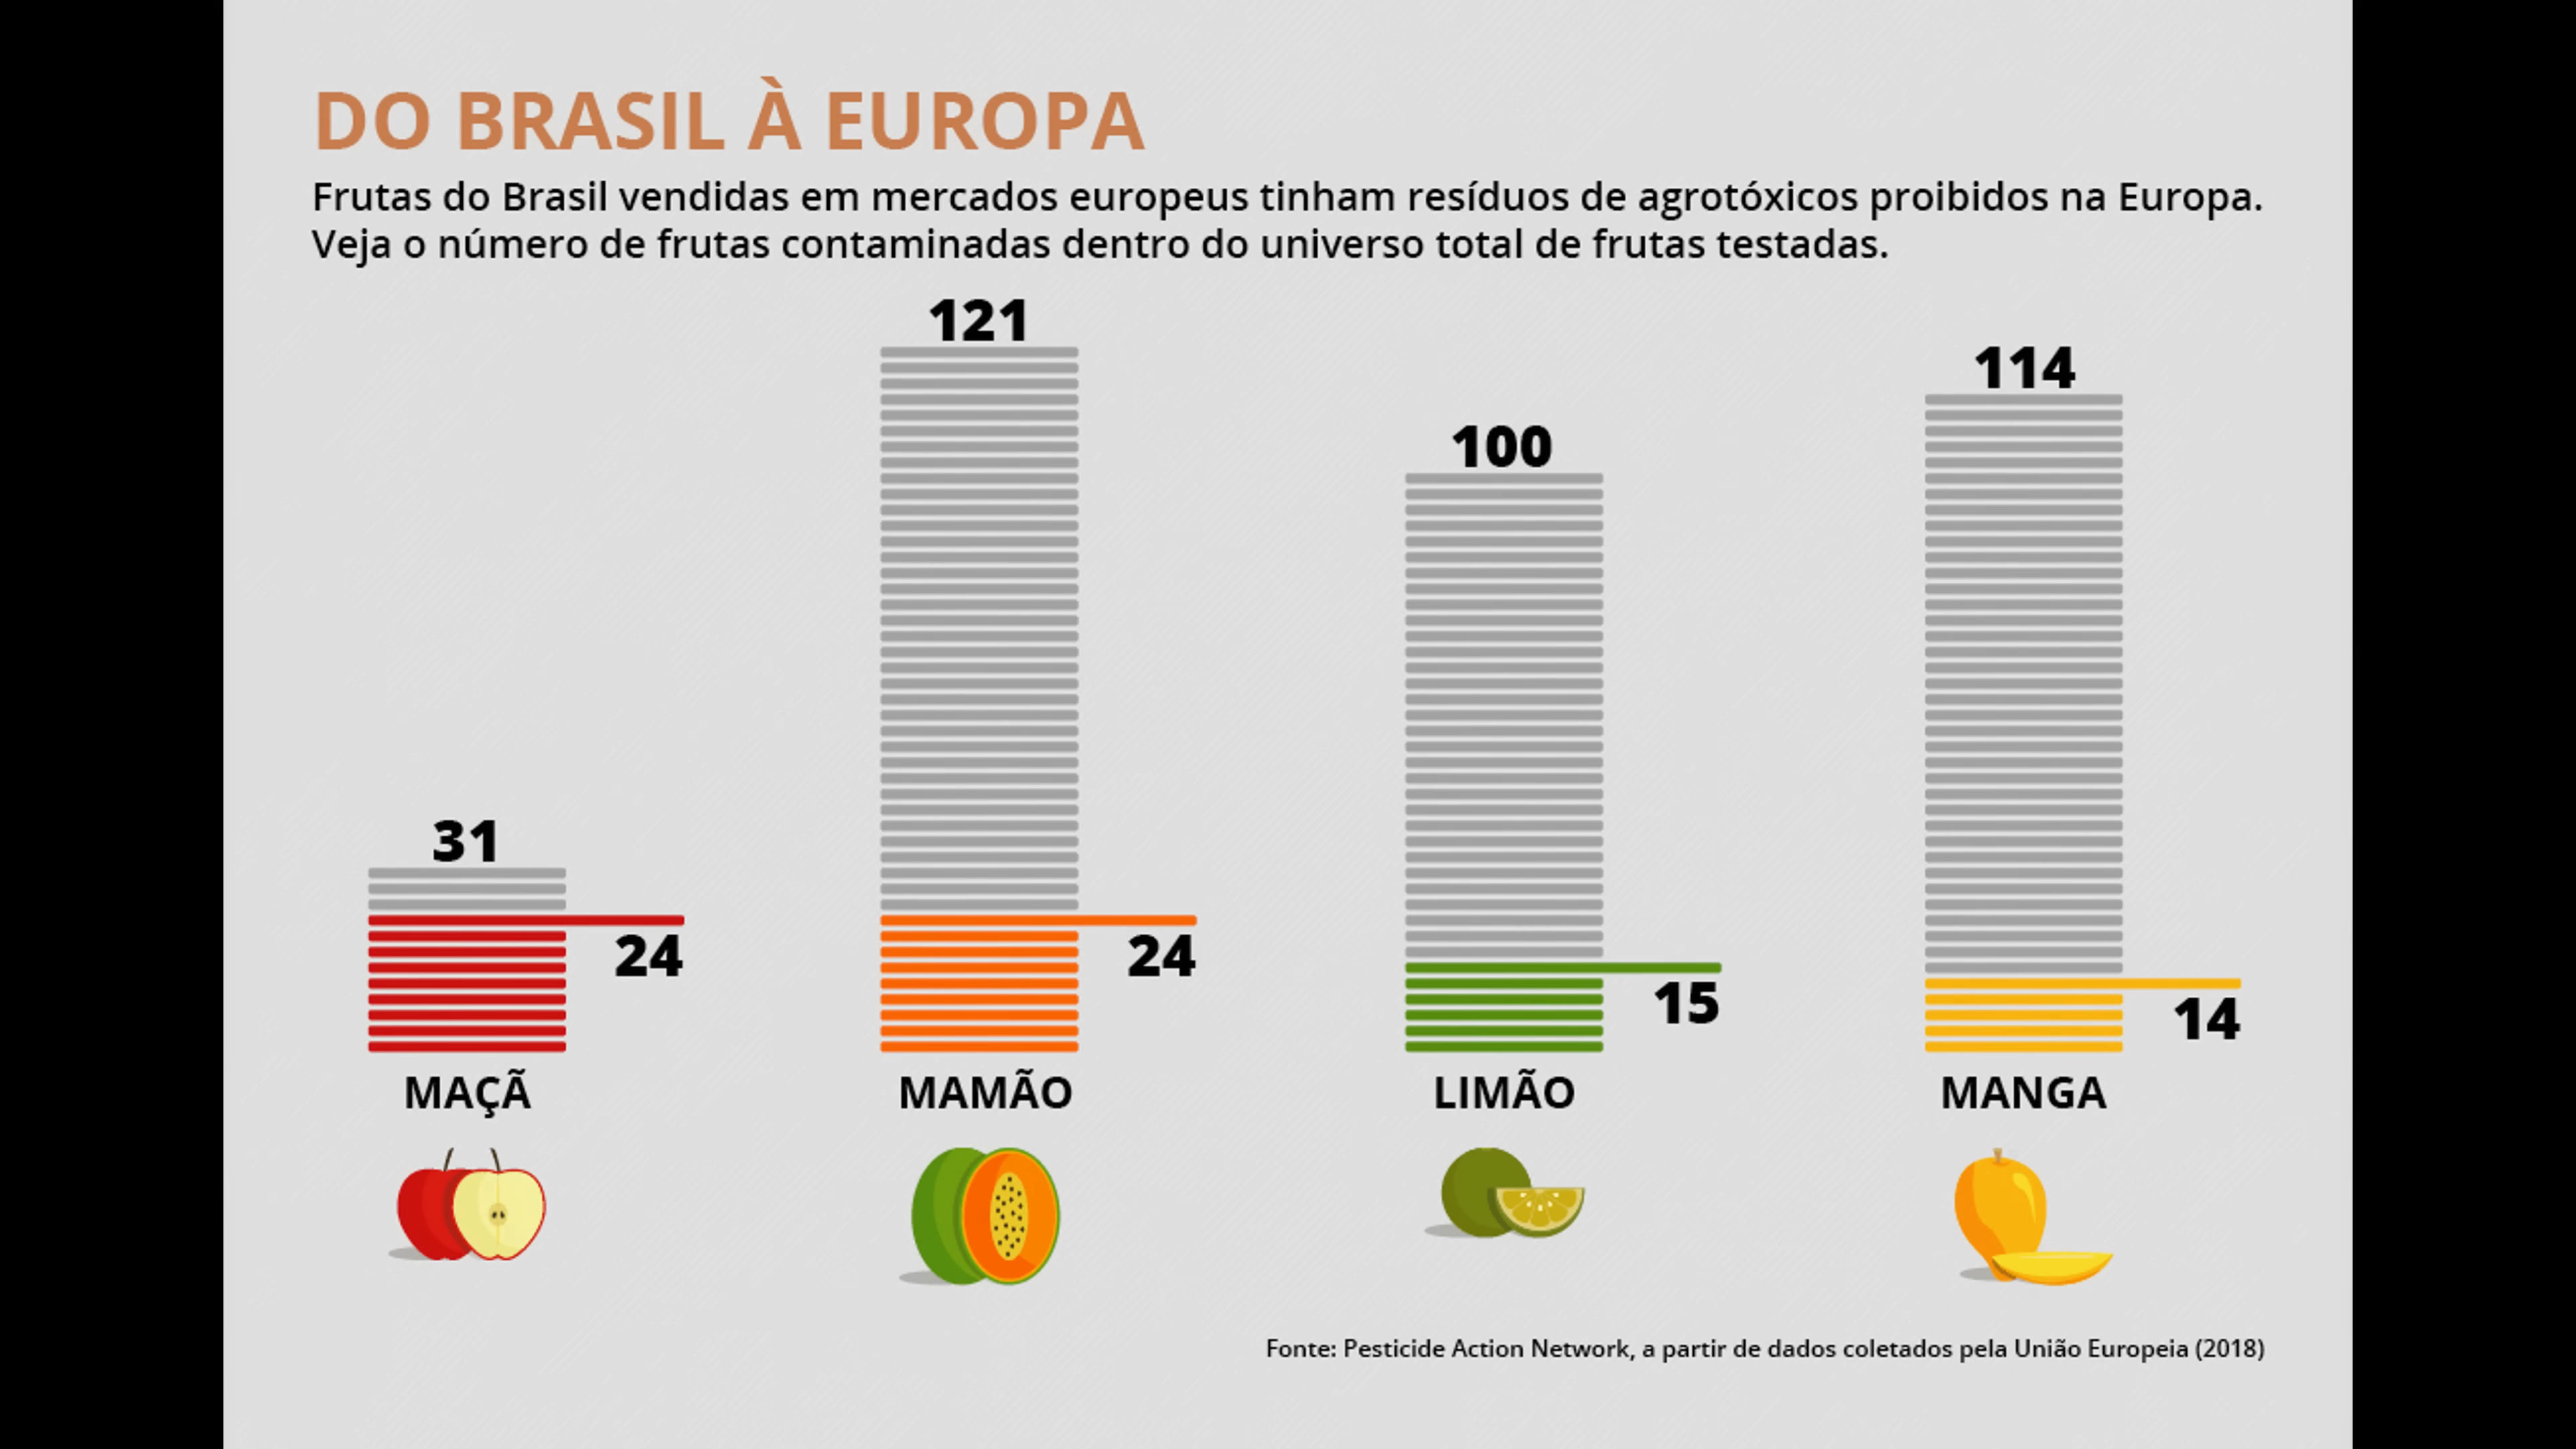 DO BRASIL À EUROPA
Frutas do Brasil vendidas em mercados europeus tinham resíduos de agrotóxicos proibidos na Europa.
Veja o número de frutas contaminadas dentro do universo total de frutas testadas.
31
24
MAÇÃ
121
24
MAMÃO
100
15
LIMÃO
114
14
MANGA
Fonte: Pesticide Action Network, a partir de dados coletados pela União Europeia (2018)